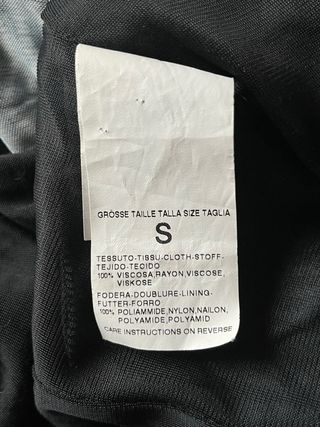 GRÖSSE TAILLE TALLA SIZE TAGLIA
S
TESSUTO-TISSU-CLOTH-STOFF-
TEJIDO-TECIDO
100% VISCOSA,RAYON,VISCOSE,
VISKOSE
FODERA-DOUBLURE-LINING-
FUTTER-FORRO
100% POLIAMMIDE,NYLON,NAILON,
POLYAMIDE,POLYAMID
CARE INSTRUCTIONS ON REVERSE